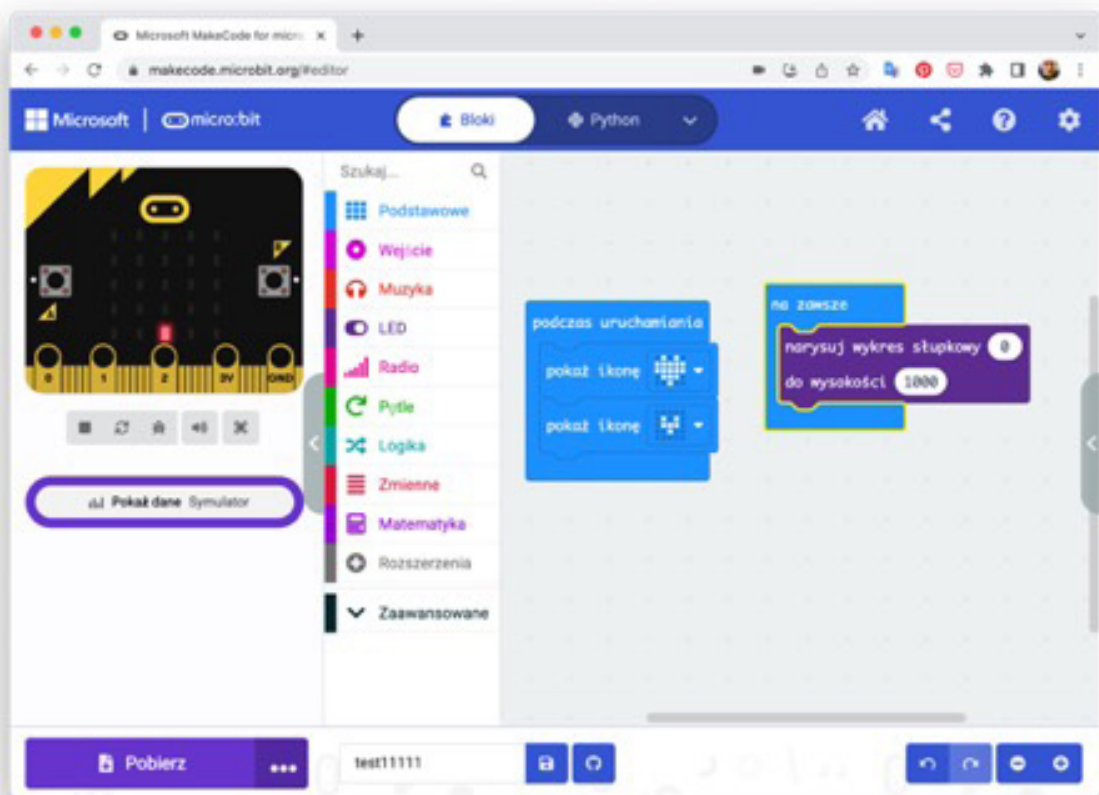 Microsoft MakeCode for micro
makecode.microbit.org/#editor
Microsoft | micro:bit
Bloki
Python
Szukaj...
Podstawowe
Wejście
Muzyka
LED
Radio
Pętle
Logika
Zmienne
Matematyka
Rozszerzenia
Zaawansowane
A
B
0 1 2 3V GND
Pokaż dane Symulator
podczas uruchamiania
pokaż ikonę
pokaż ikonę
na zawsze
narysuj wykres słupkowy 0
do wysokości 1000
Pobierz
test11111